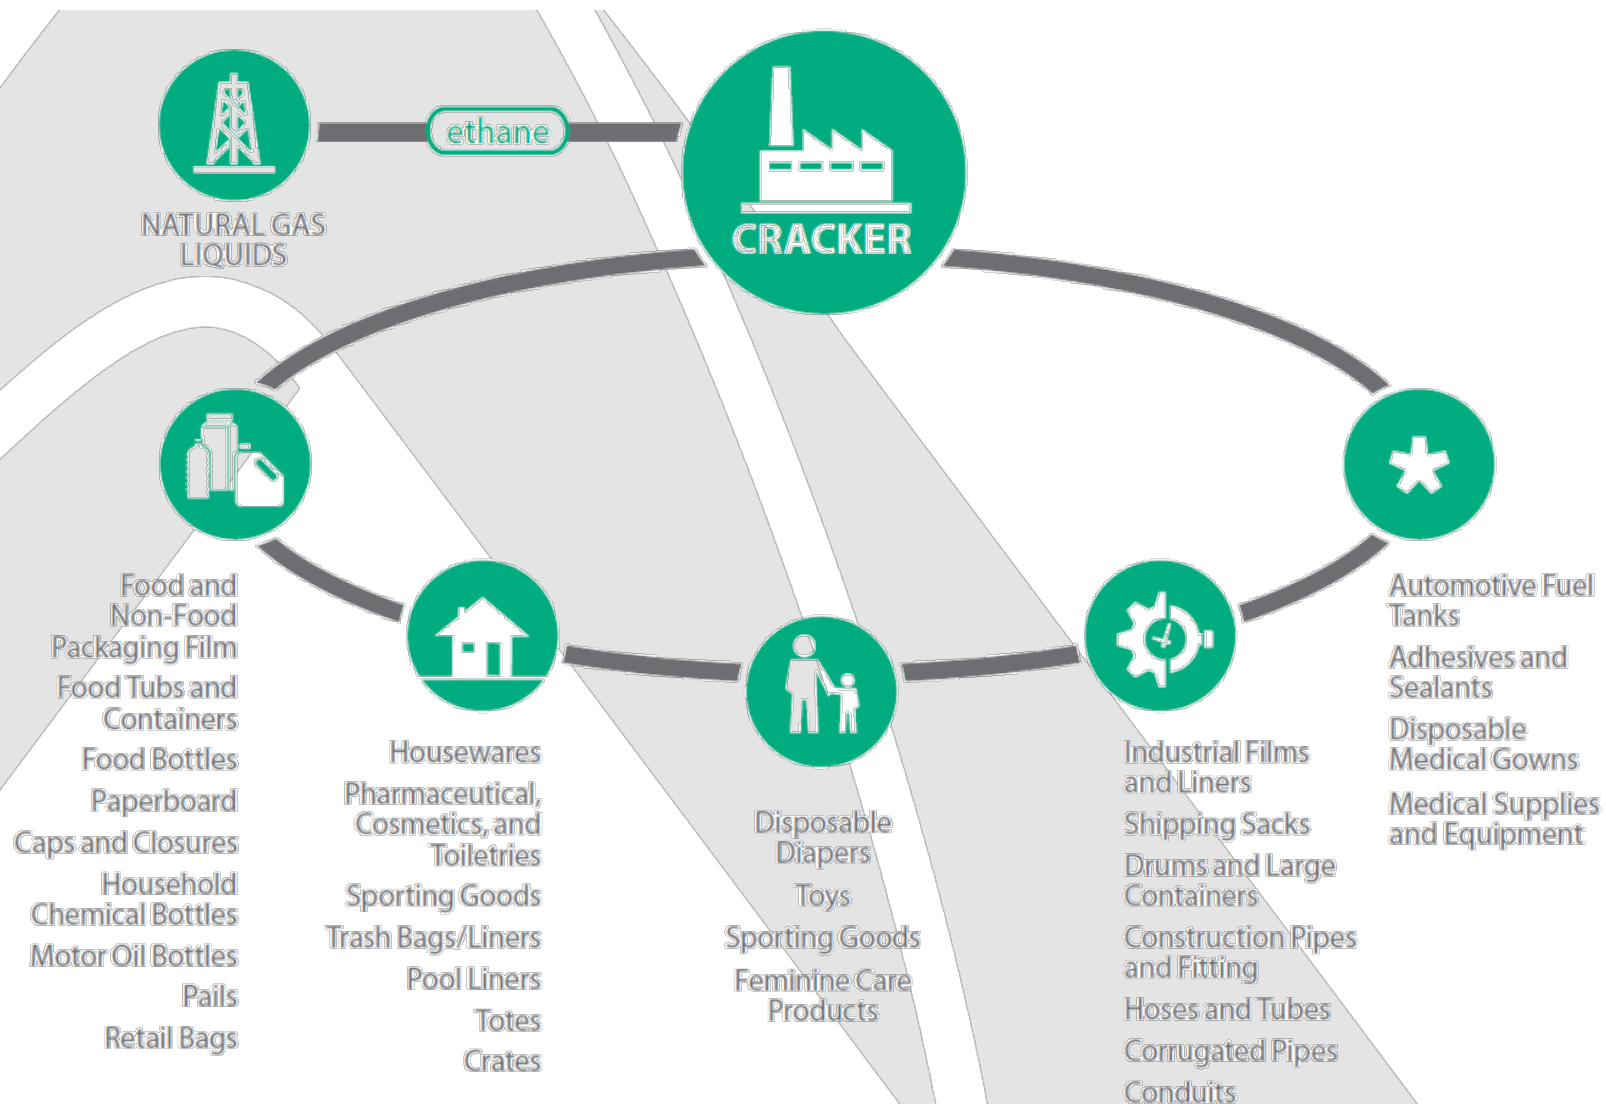 ethane
NATURAL GAS
LIQUIDS
CRACKER
Food and
Non-Food
Packaging Film
Food Tubs and
Containers
Food Bottles
Paperboard
Caps and Closures
Household
Chemical Bottles
Motor Oil Bottles
Pails
Retail Bags
Housewares
Pharmaceutical,
Cosmetics, and
Toiletries
Sporting Goods
Trash Bags/Liners
Pool Liners
Totes
Crates
Disposable
Diapers
Toys
Sporting Goods
Feminine Care
Products
Industrial Films
and Liners
Shipping Sacks
Drums and Large
Containers
Construction Pipes
and Fitting
Hoses and Tubes
Corrugated Pipes
Conduits
Automotive Fuel
Tanks
Adhesives and
Sealants
Disposable
Medical Gowns
Medical Supplies
and Equipment